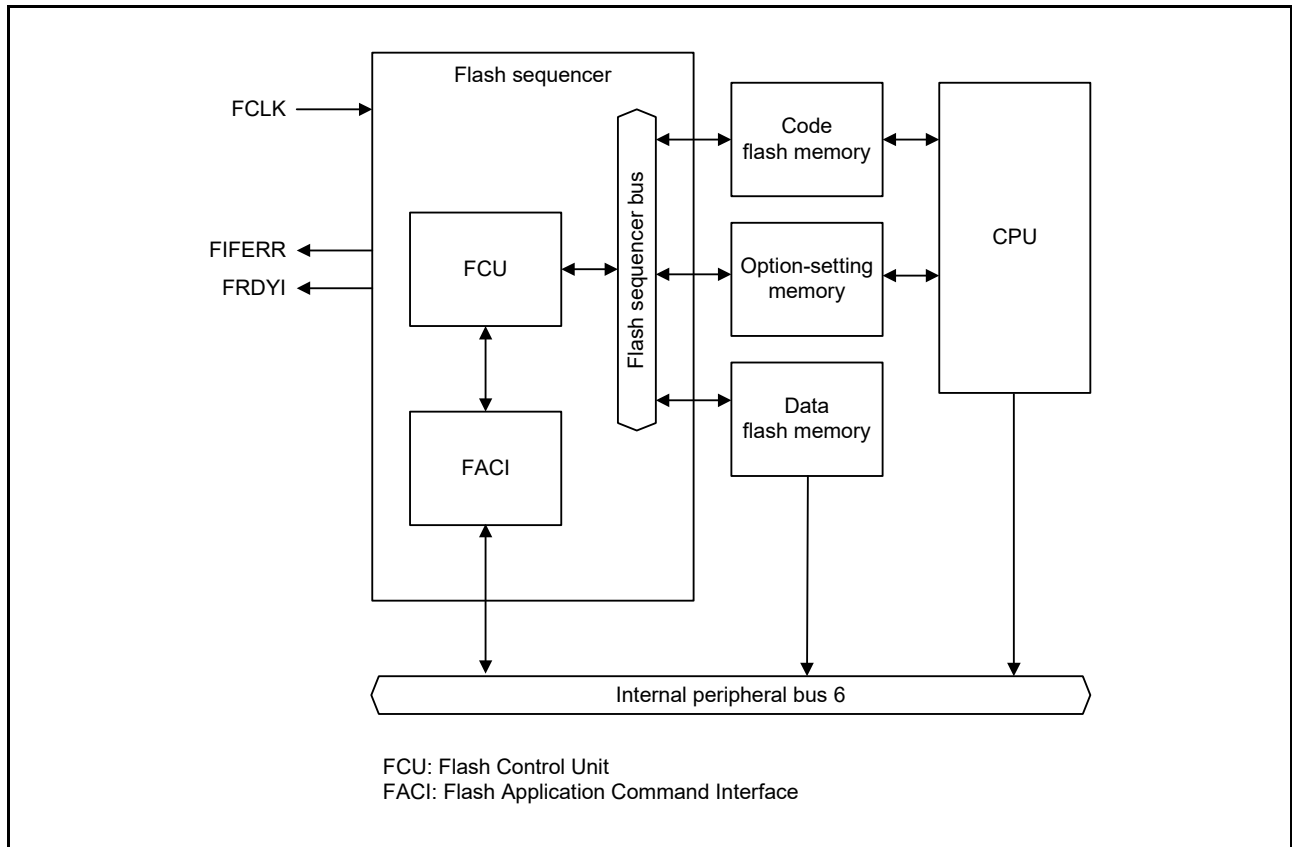 Flash sequencer
FCLK
Code
flash memory
Flash sequencer bus
CPU
FIFERR
FRDYI
FCU
Option-setting
memory
Data
flash memory
FACI
Internal peripheral bus 6
FCU: Flash Control Unit
FACI: Flash Application Command Interface